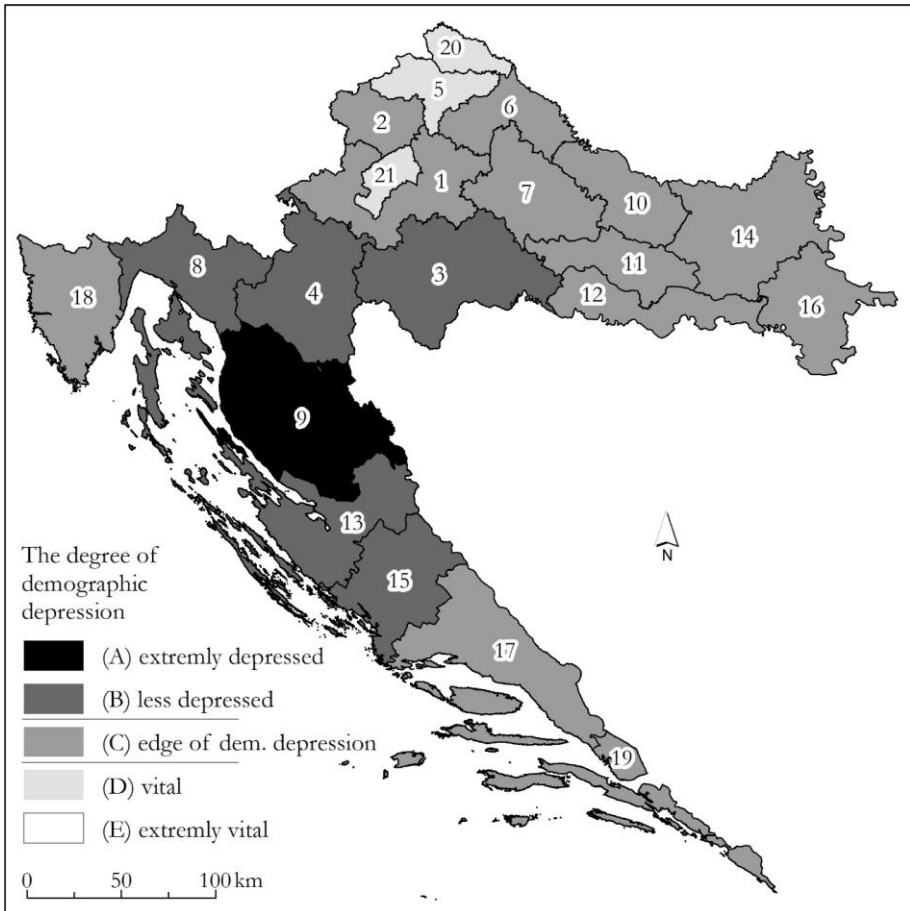 20
5
6
2
21
1
7
10
14
8
3
11
4
12
18
16
9
13
N
15
17
19
The degree of
demographic
depression
(A) extremly depressed
(B) less depressed
(C) edge of dem. depression
(D) vital
(E) extremly vital
0 50 100 km